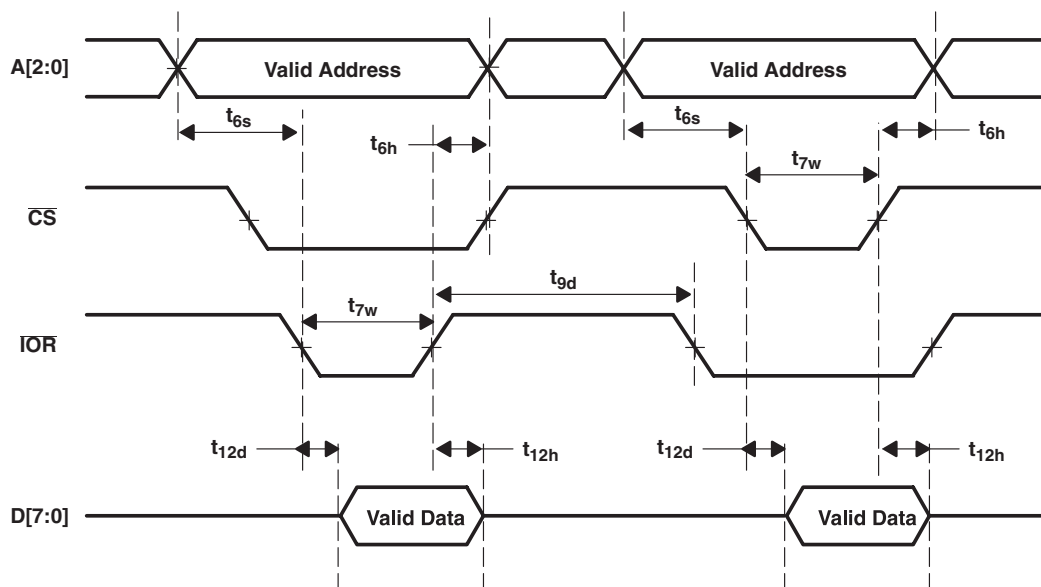 A[2:0] Valid Address Valid Address
t6s t6h t6s t6h
t7w
CS
t9d
t7w
IOR
t12d t12h t12d t12h
D[7:0] Valid Data Valid Data